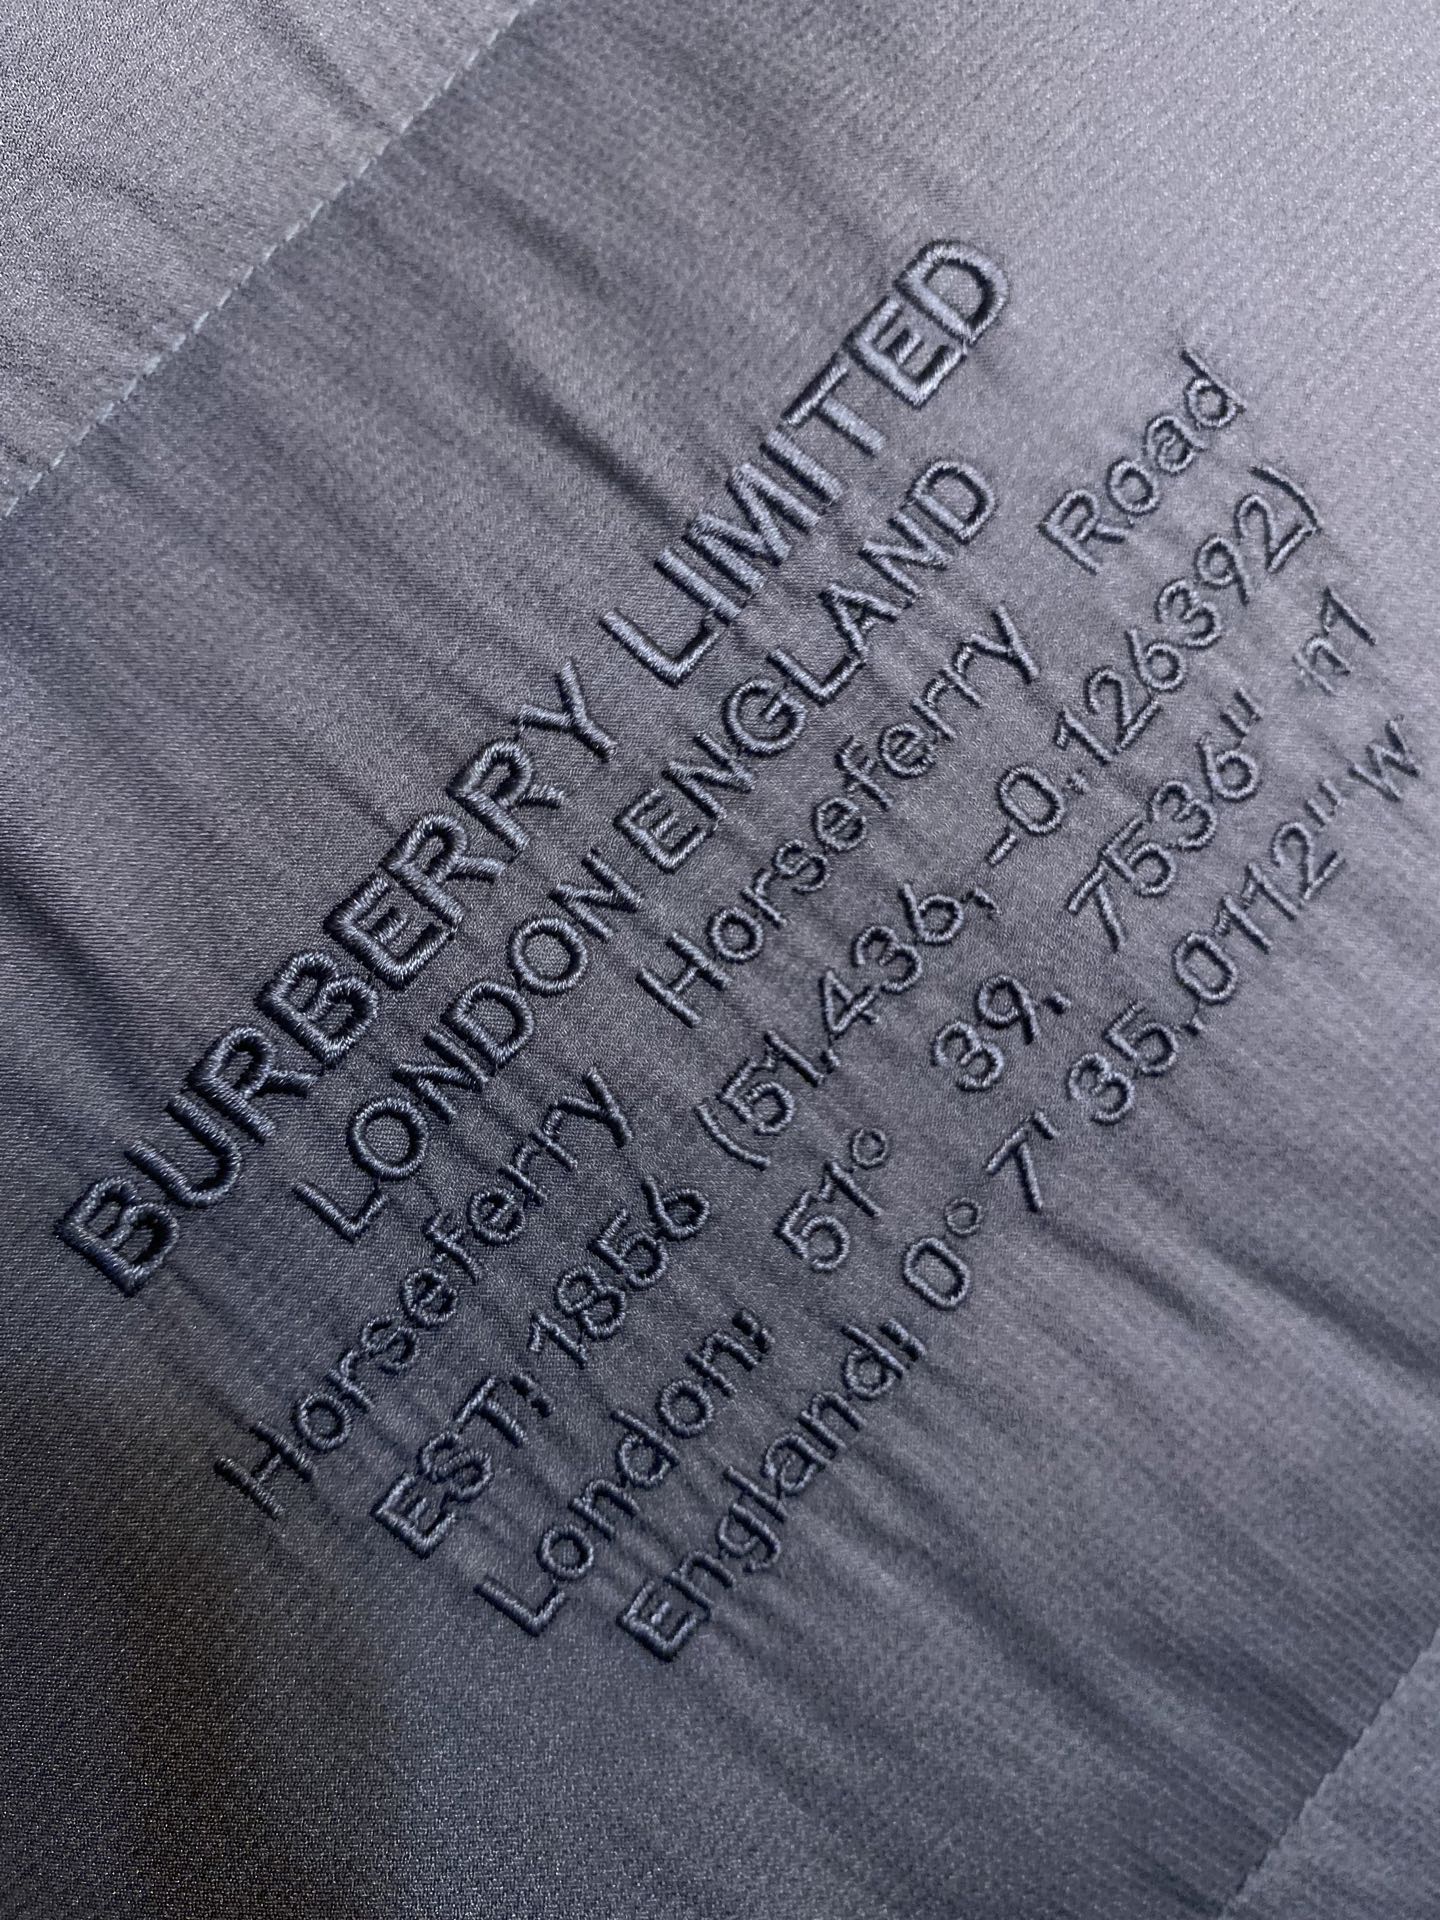 BURBERRY LIMITED
LONDON ENGLAND
Horseferry Horseferry Road
EST; 1856 (51.436, -0.126392)
London; 51° 39. 7536" n1
England; 0° 7' 35.0112" w